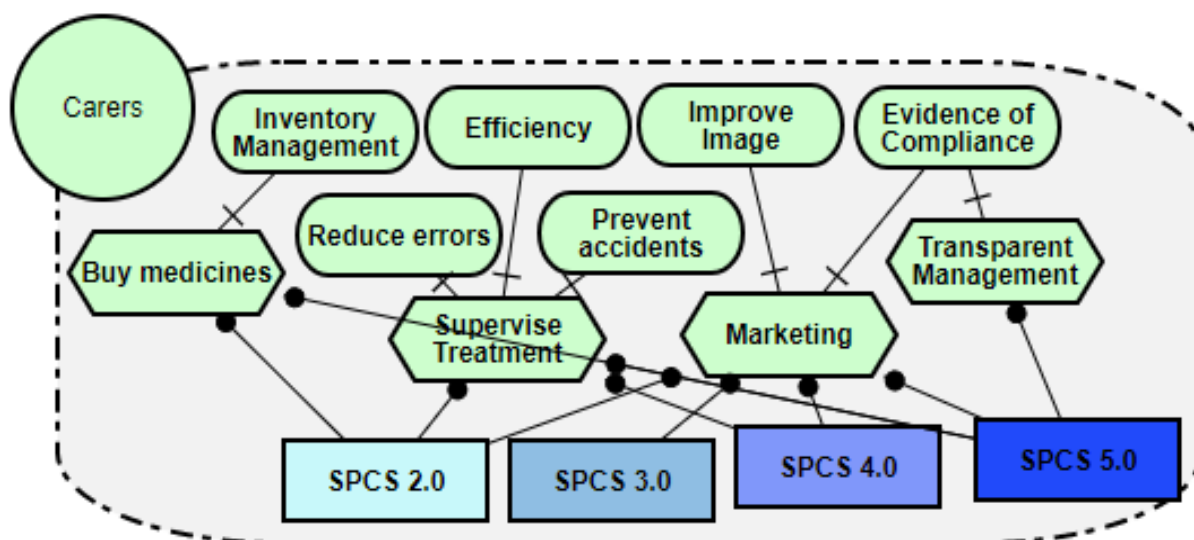 Carers
Inventory
Management
Efficiency
Improve
Image
Evidence of
Compliance
Reduce errors
Prevent
accidents
Buy medicines
Transparent
Management
Supervise
Treatment
Marketing
SPCS 2.0
SPCS 3.0
SPCS 4.0
SPCS 5.0